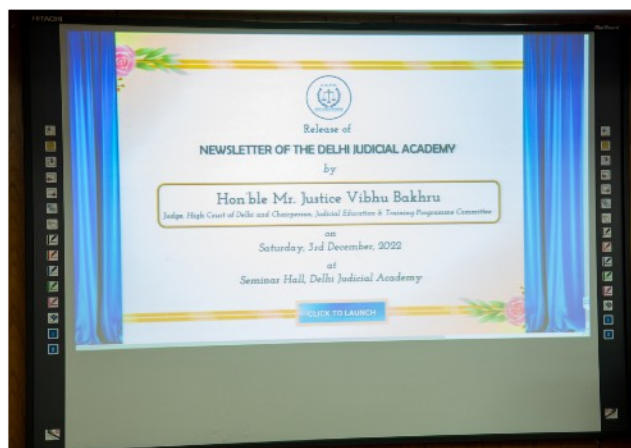 HITACHI
Release of
NEWSLETTER OF THE DELHI JUDICIAL ACADEMY
by
Hon'ble Mr. Justice Vibhu Bakhru
Judge, High Court of Delhi and Chairperson, Judicial Education & Training Programme Committee
on
Saturday, 3rd December, 2022
at
Seminar Hall, Delhi Judicial Academy
CLICK TO LAUNCH